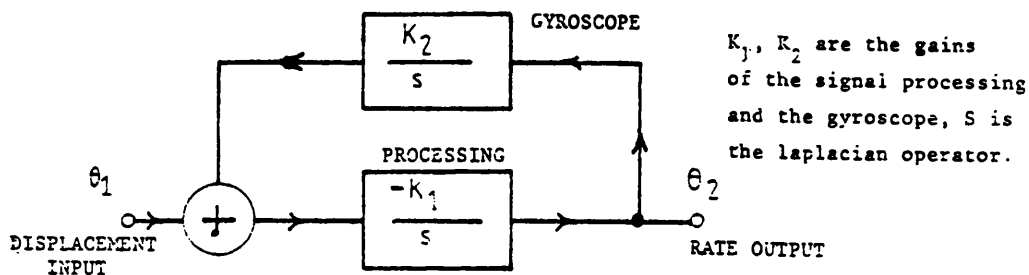 GYROSCOPE
K₂
s
K₁, K₂ are the gains
of the signal processing
and the gyroscope, S is
the laplacian operator.
PROCESSING
θ₁
+
-K₁
s
θ₂
DISPLACEMENT
INPUT
RATE OUTPUT